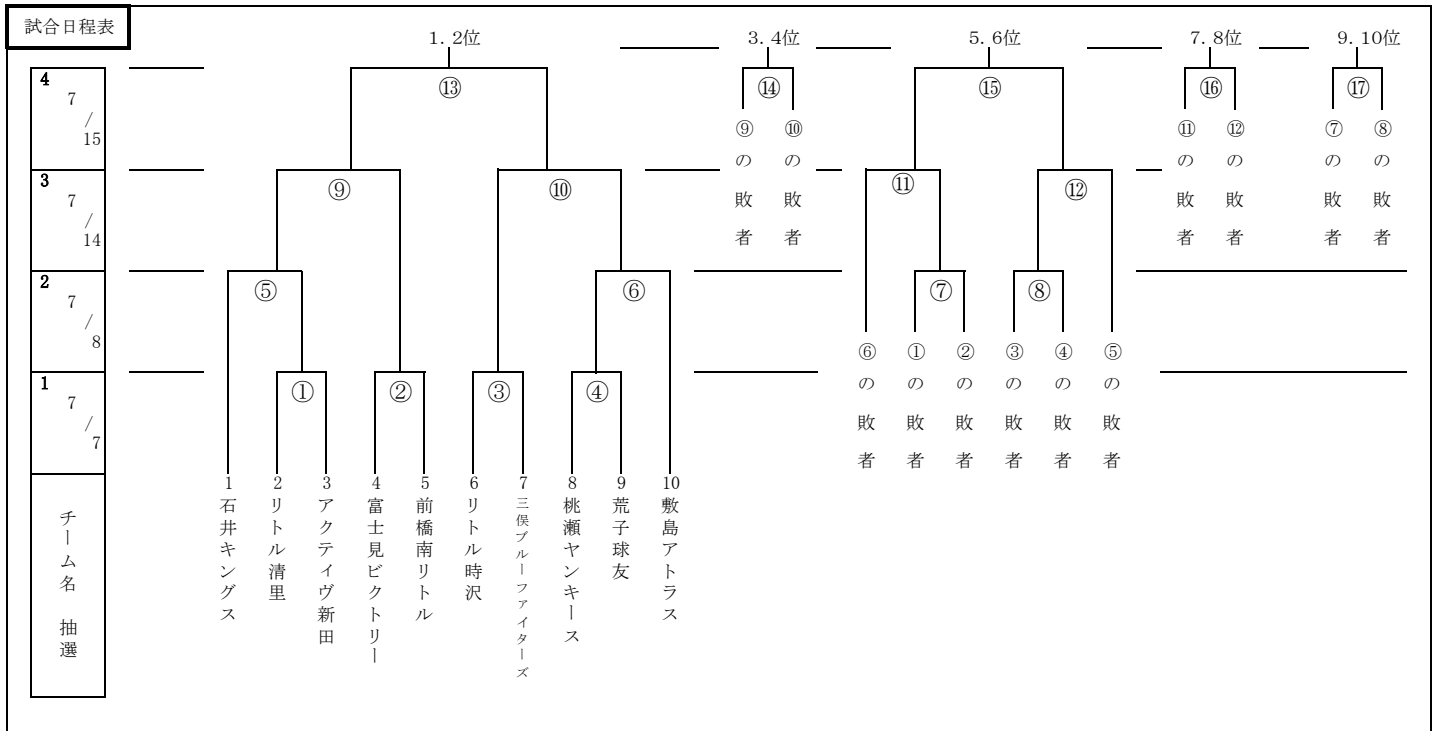 試合日程表
1．2位
3．4位
5．6位
7．8位
9．10位
4
7
/
15
⑬
⑭
⑮
⑯
⑰
⑨の敗者
⑩の敗者
⑪の敗者
⑫の敗者
⑦の敗者
⑧の敗者
3
7
/
14
⑨
⑩
⑪
⑫
2
7
/
8
⑤
⑥
⑦
⑧
⑥の敗者
①の敗者
②の敗者
③の敗者
④の敗者
⑤の敗者
1
7
/
7
①
②
③
④
チーム名 抽選
1
石井キングス
2
リトル清里
3
アクティヴ新田
4
富士見ビクトリー
5
前橋南リトル
6
リトル時沢
7
三俣ブルーファイターズ
8
桃瀬ヤンキース
9
荒子球友
10
敷島アトラス